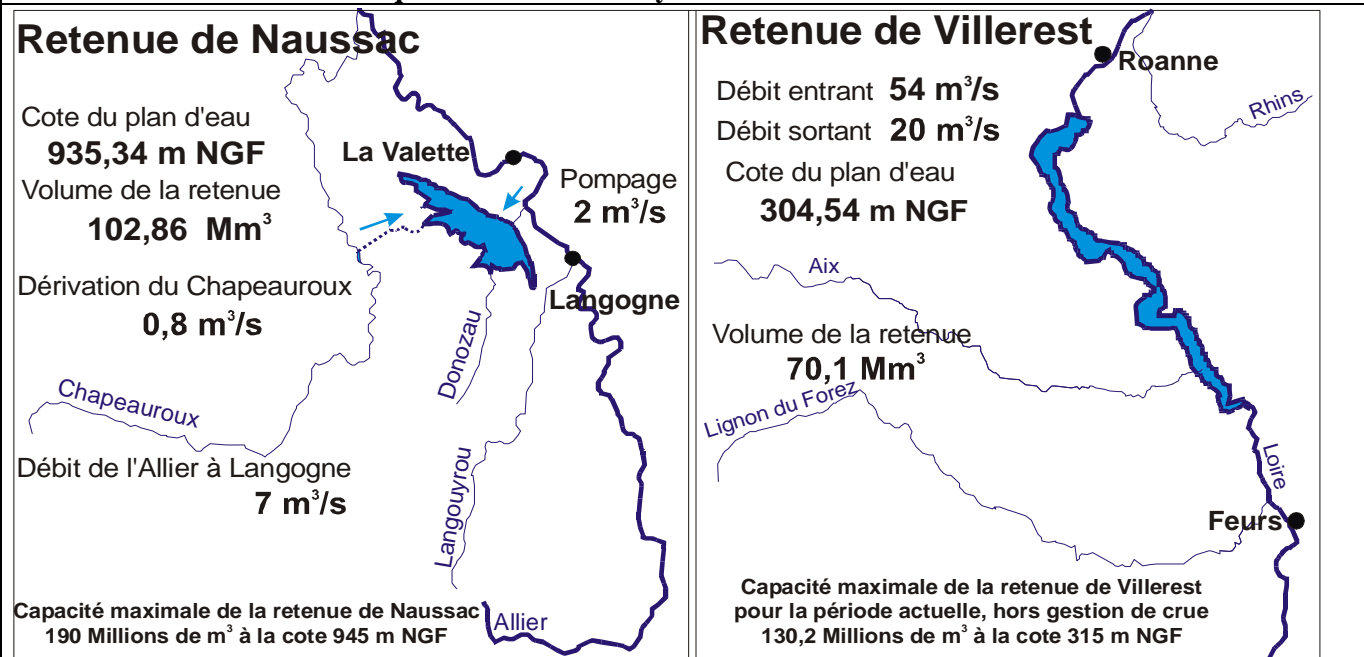 Retenue de Naussac
Cote du plan d'eau
935,34 m NGF
Volume de la retenue
102,86 Mm³
Dérivation du Chapeauroux
0,8 m³/s
La Valette
Pompage
2 m³/s
Langogne
Donozau
Chapeauroux
Langouyrou
Débit de l'Allier à Langogne
7 m³/s
Allier
Capacité maximale de la retenue de Naussac
190 Millions de m³ à la cote 945 m NGF
Retenue de Villerest
Roanne
Débit entrant 54 m³/s
Débit sortant 20 m³/s
Rhins
Cote du plan d'eau
304,54 m NGF
Aix
Volume de la retenue
70,1 Mm³
Lignon du Forez
Loire
Feurs
Capacité maximale de la retenue de Villerest
pour la période actuelle, hors gestion de crue
130,2 Millions de m³ à la cote 315 m NGF